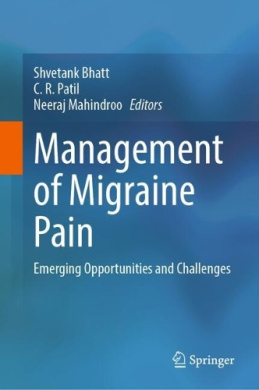 Shvetank Bhatt
C. R. Patil
Neeraj Mahindroo Editors
Management
of Migraine
Pain
Emerging Opportunities and Challenges
Springer